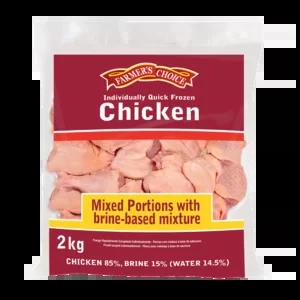 FARMER'S CHOICE
Individually Quick Frozen
Chicken
Mixed Portions with
brine-based mixture
2kg
CHICKEN 85%, BRINE 15% (WATER 14.5%)